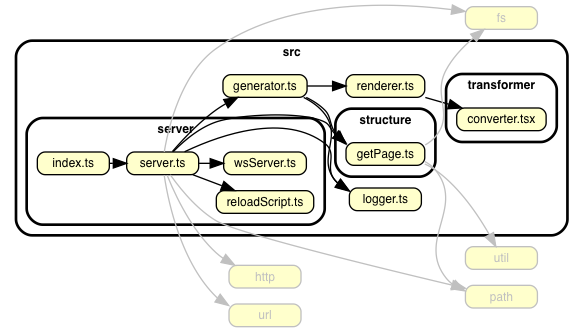 fs
src
generator.ts
renderer.ts
transformer
converter.tsx
structure
getPage.ts
server
index.ts
server.ts
wsServer.ts
reloadScript.ts
logger.ts
util
http
path
url